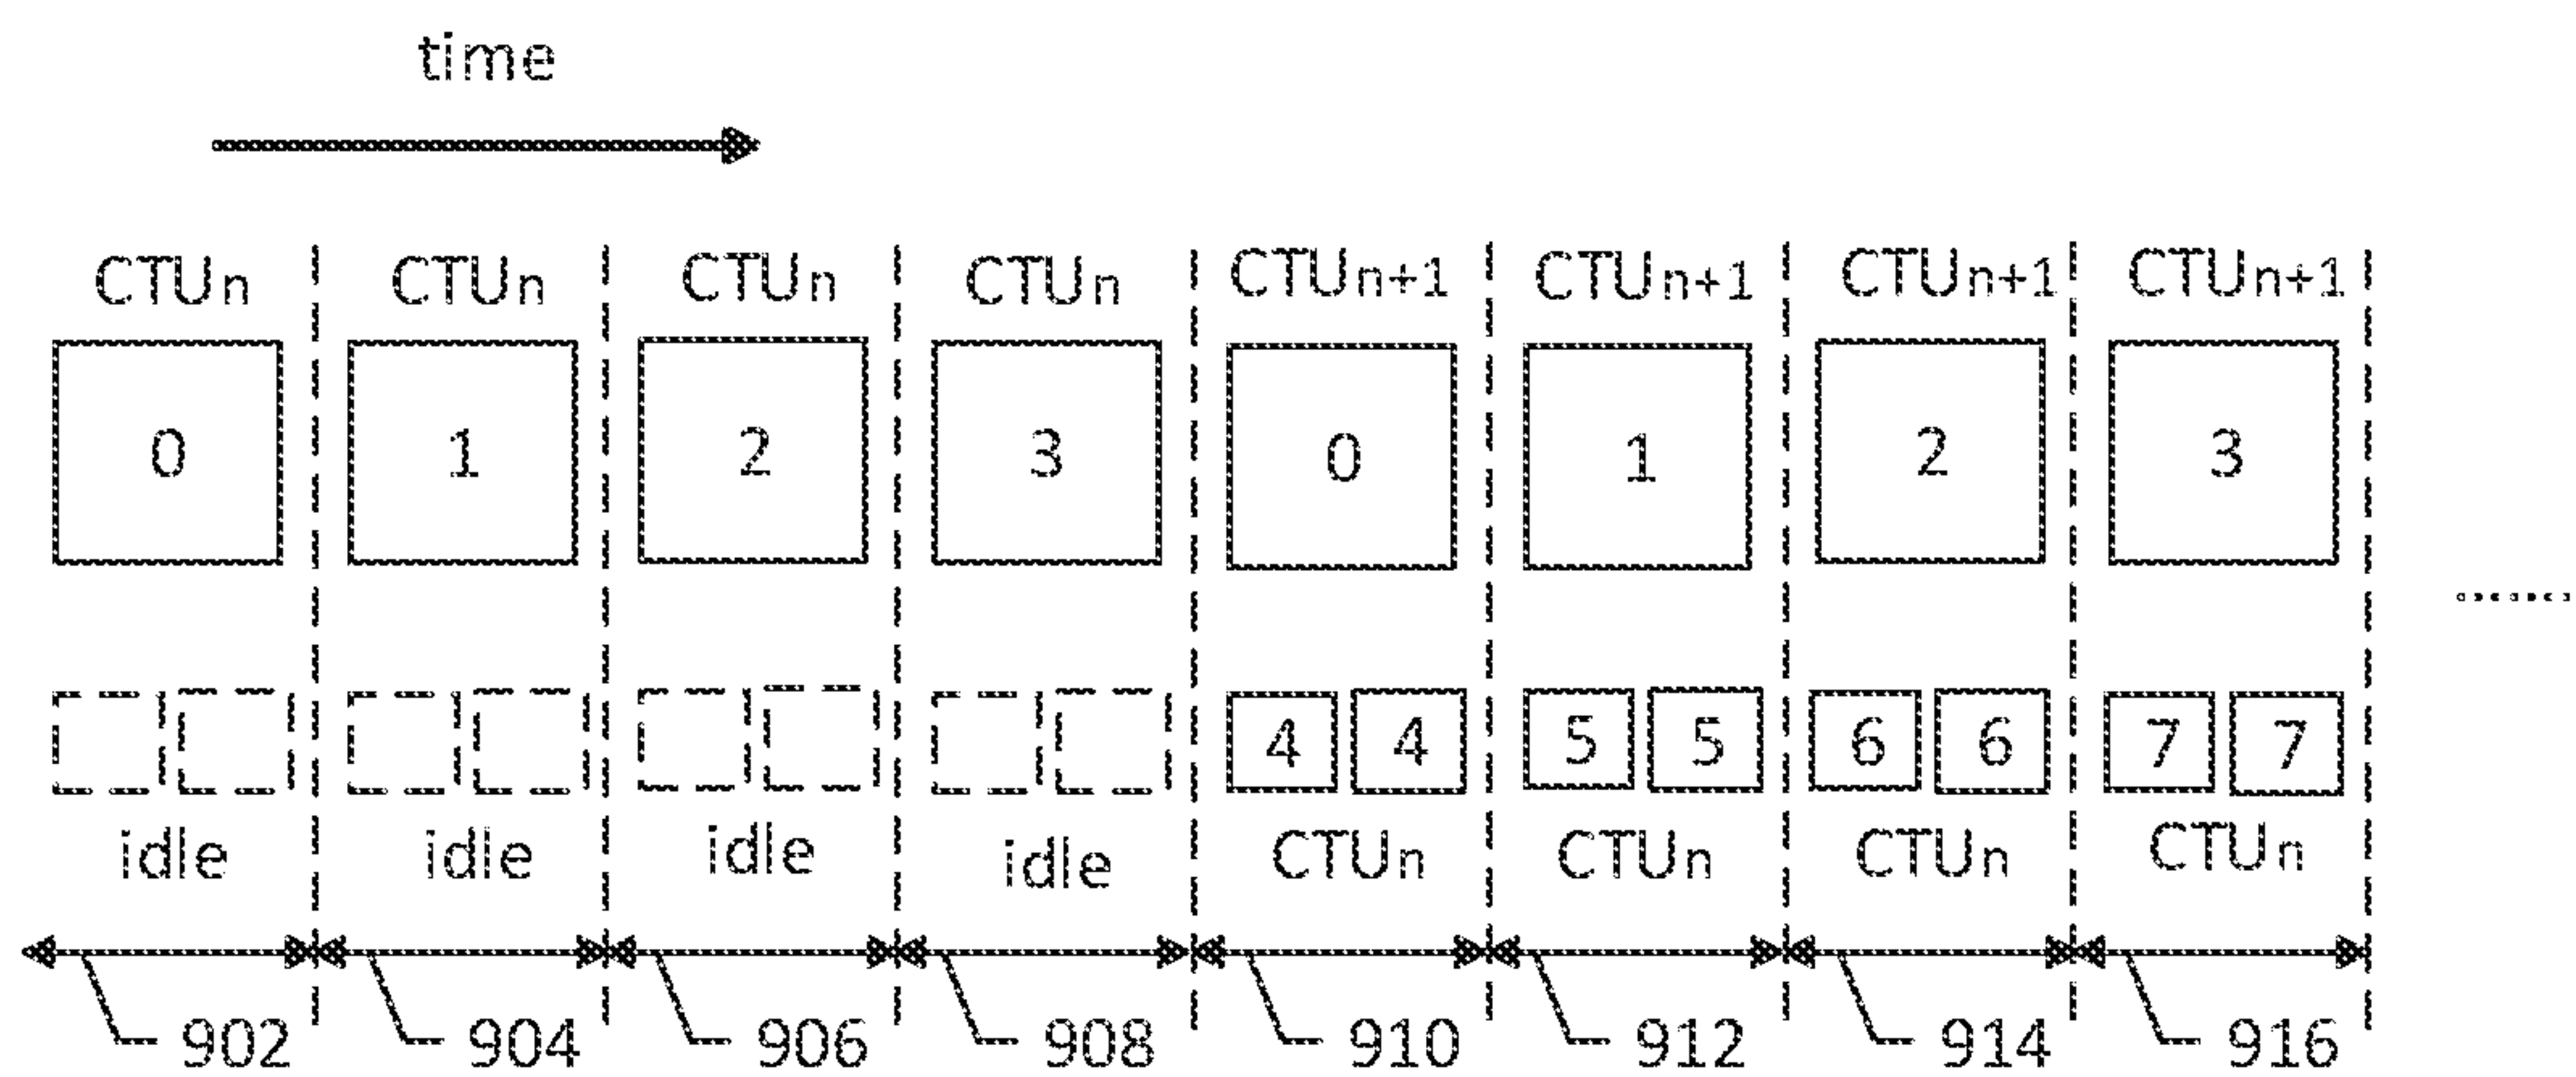 time
CTUn CTUn CTUn CTUn CTUn+1 CTUn+1 CTUn+1 CTUn+1
0 1 2 3 0 1 2 3
4 4 5 5 6 6 7 7
idle idle idle idle CTUn CTUn CTUn CTUn
902 904 906 908 910 912 914 916